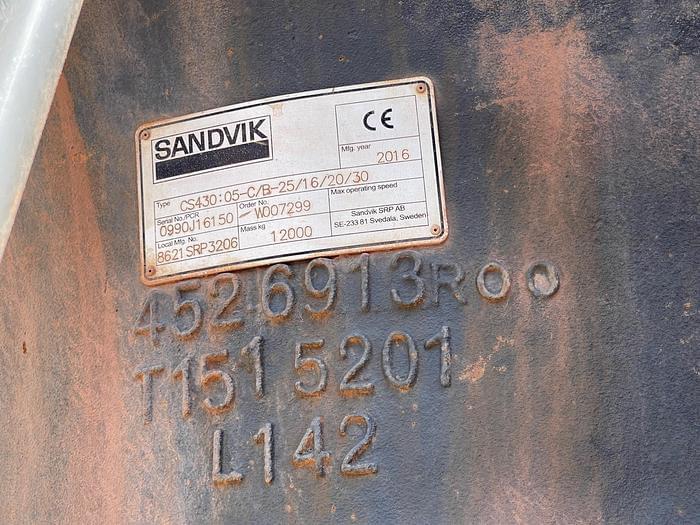 SANDVIK
CE
Mfg. year
2016
Type CS430:05-C/B-25/16/20/30
Serial No./PCR
0990J16150
Order No.
W007299
Max operating speed
Local Mfg. No.
8621SRP3206
Mass kg
12000
Sandvik SRP AB
SE-233 81 Svedala, Sweden
4526913R00
T1515201
L142